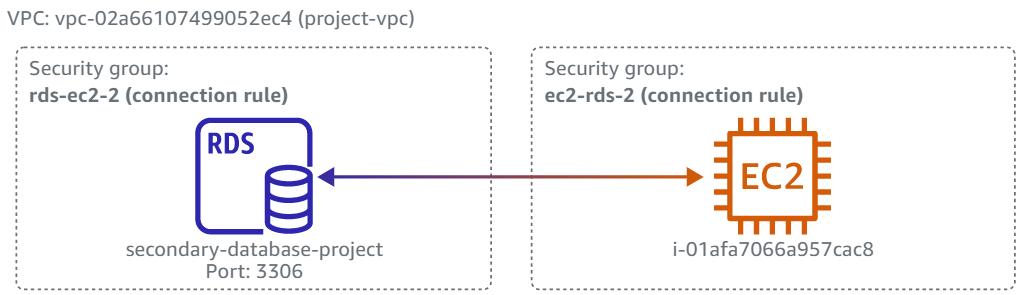 VPC: vpc-02a66107499052ec4 (project-vpc)
Security group:
rds-ec2-2 (connection rule)
RDS
secondary-database-project
Port: 3306
Security group:
ec2-rds-2 (connection rule)
EC2
i-01afa7066a957cac8